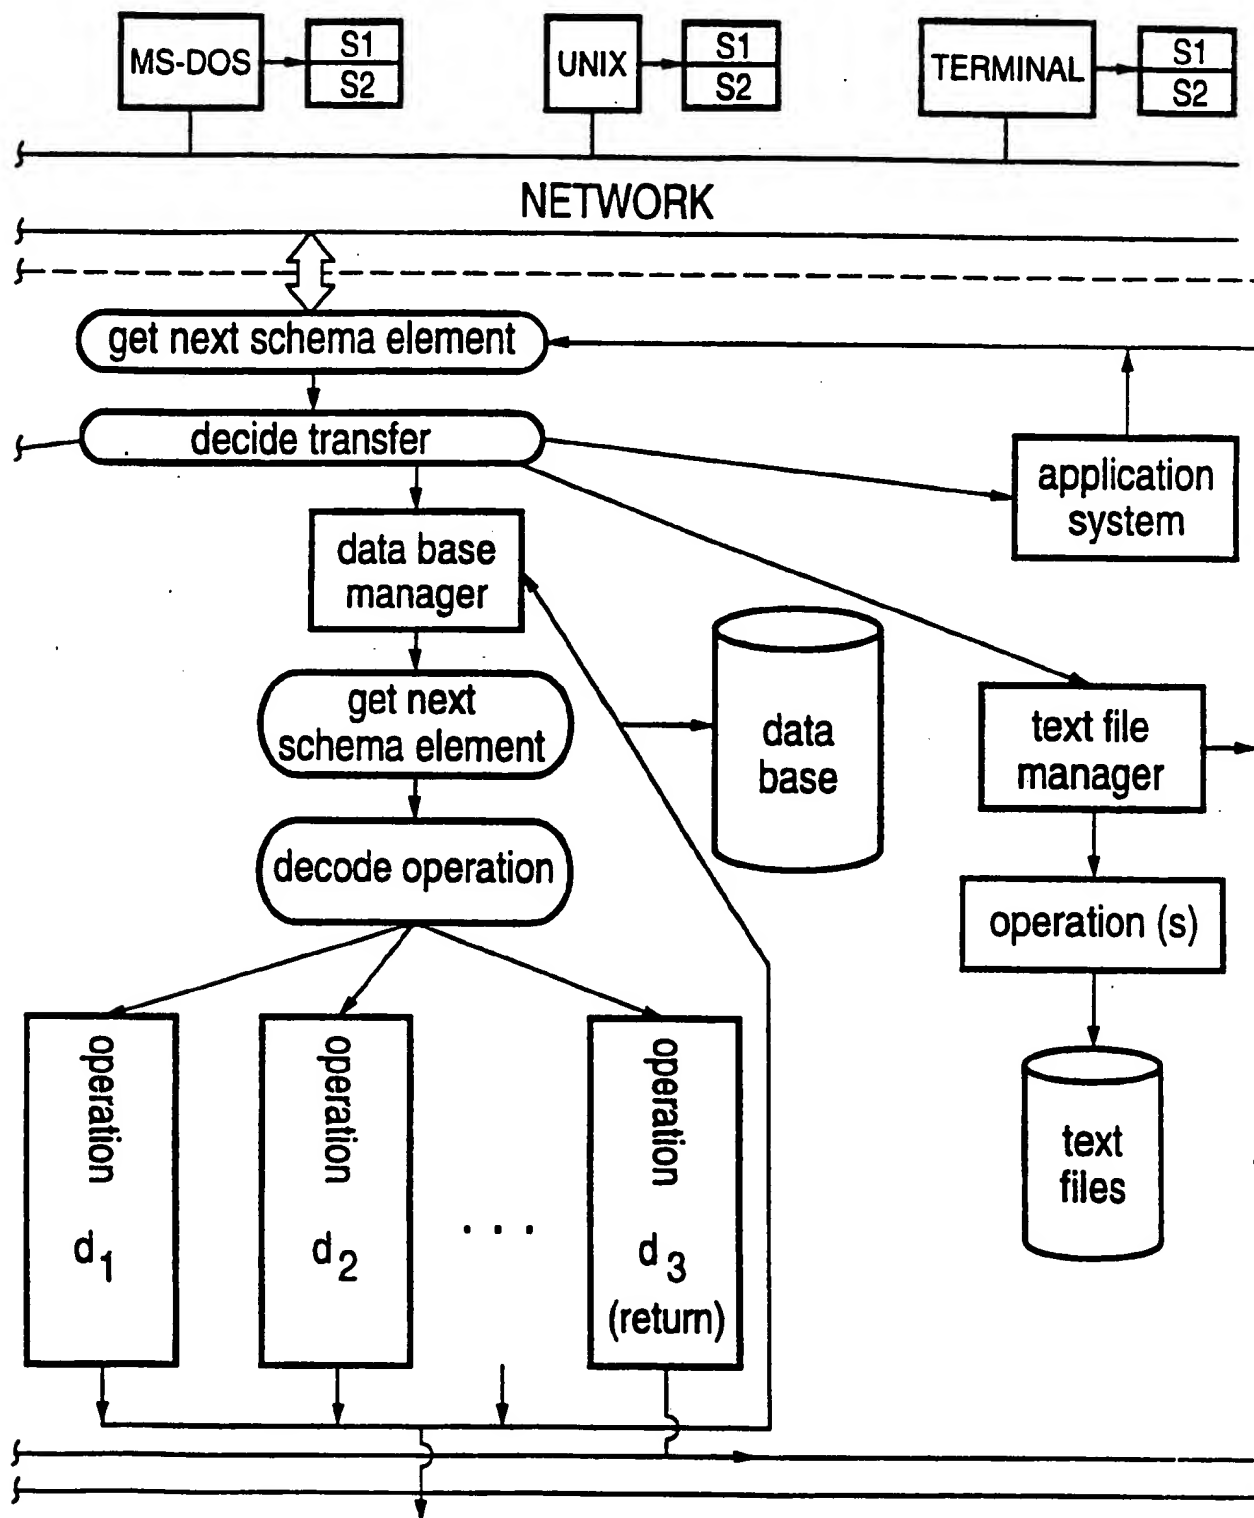 MS-DOS
S1
S2
UNIX
S1
S2
TERMINAL
S1
S2
NETWORK
get next schema element
decide transfer
application
system
data base
manager
get next
schema element
data
base
text file
manager
decode operation
operation (s)
operation
d1
operation
d2
. . .
operation
d3
(return)
text
files